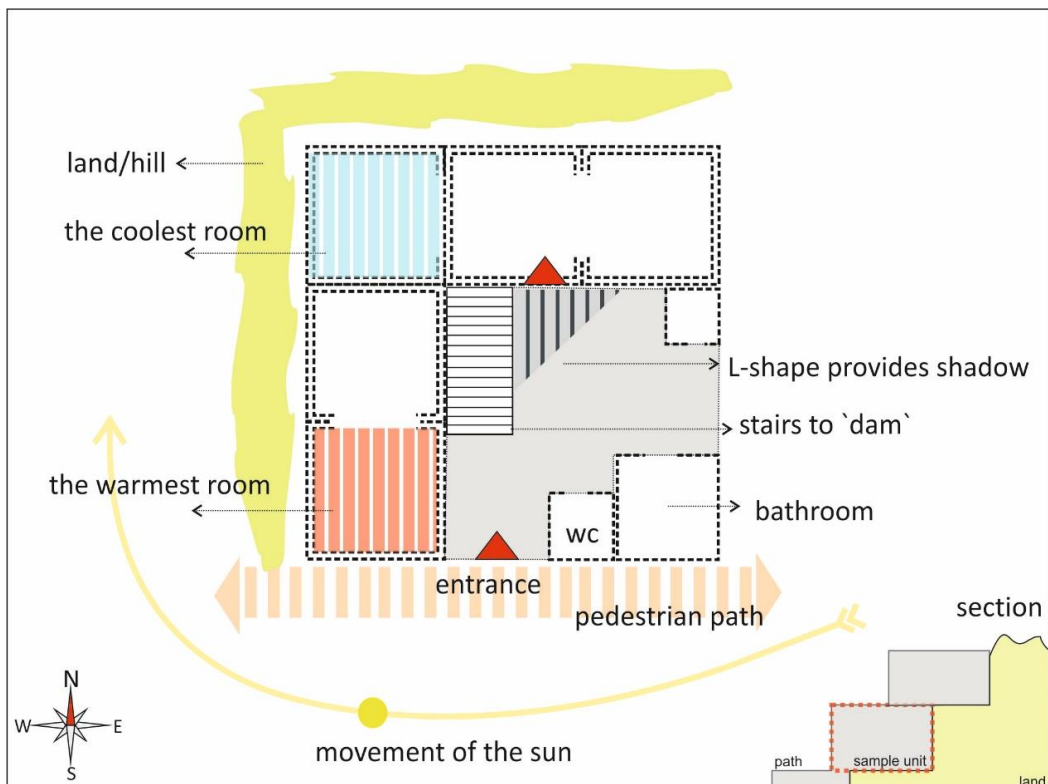 land/hill
the coolest room
L-shape provides shadow
stairs to `dam`
the warmest room
bathroom
wc
entrance
pedestrian path
section
N
W
E
S
movement of the sun
path
sample unit
land